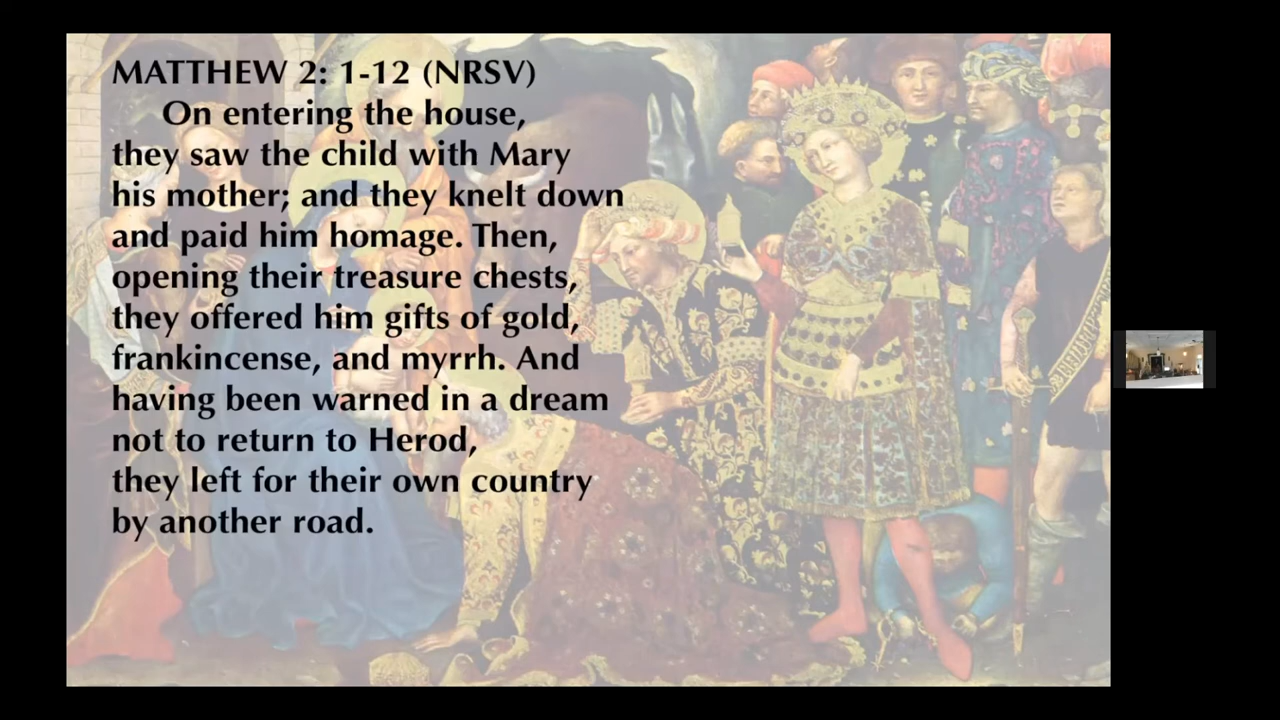 MATTHEW 2: 1-12 (NRSV)
On entering the house,
they saw the child with Mary
his mother; and they knelt down
and paid him homage. Then,
opening their treasure chests,
they offered him gifts of gold,
frankincense, and myrrh. And
having been warned in a dream
not to return to Herod,
they left for their own country
by another road.